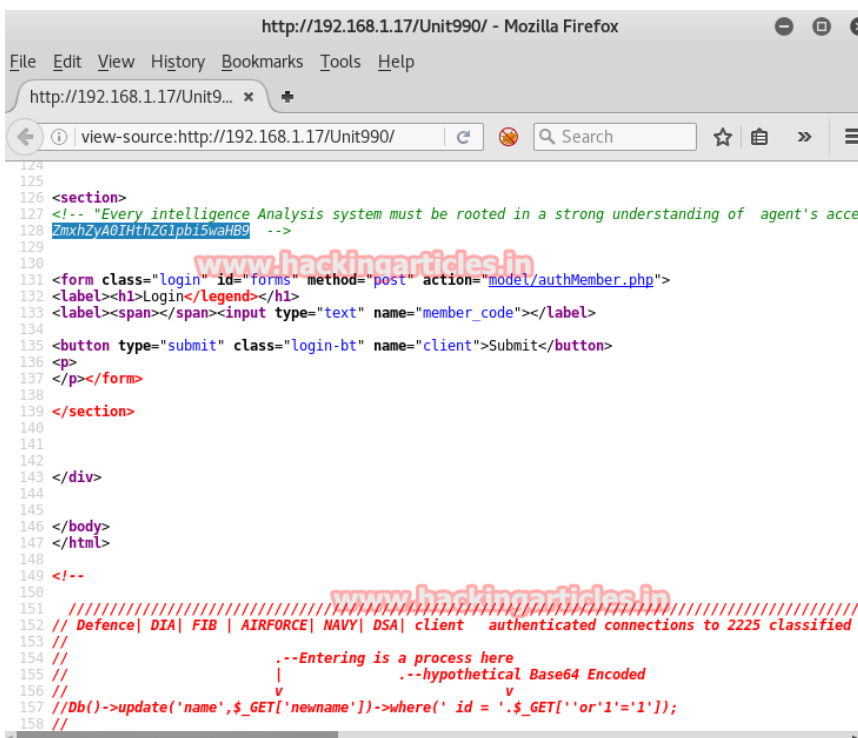 http://192.168.1.17/Unit990/ - Mozilla Firefox
File Edit View History Bookmarks Tools Help
http://192.168.1.17/Unit9... × +
view-source:http://192.168.1.17/Unit990/ Search
124
125
126 <section>
127 <!-- "Every intelligence Analysis system must be rooted in a strong understanding of  agent's acce
128 ZmxhZyA0IHthZG1pbi5waHB9  -->
129
130
www.hackingarticles.in
131 <form class="login" id="forms" method="post" action="model/authMember.php">
132 <label><h1>Login</legend></h1>
133 <label><span></span><input type="text" name="member_code"></label>
134
135 <button type="submit" class="login-bt" name="client">Submit</button>
136 <p>
137 </p></form>
138
139 </section>
140
141
142
143 </div>
144
145
146 </body>
147 </html>
148
149 <!--
150
www.hackingarticles.in
151 ////////////////////////////////////////////////////////////////////////////////////////////////
152 // Defence| DIA| FIB | AIRFORCE| NAVY| DSA| client   authenticated connections to 2225 classified
153 //
154 // .--Entering is a process here
155 // | .--hypothetical Base64 Encoded
156 // v v
157 //Db()->update('name',$_GET['newname'])->where(' id = '.$_GET[''or'1'='1']);
158 //